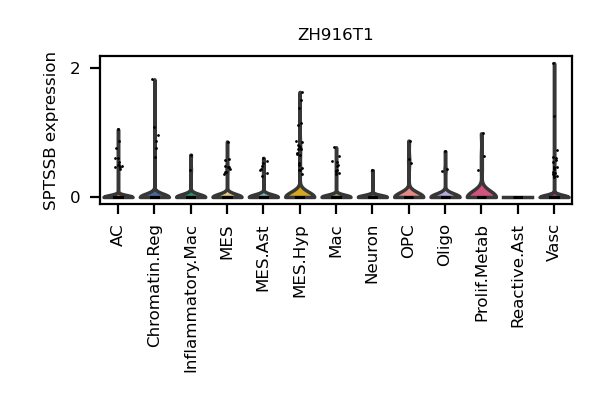 ZH916T1
SPTSSB expression
2
0
AC
Chromatin.Reg
Inflammatory.Mac
MES
MES.Ast
MES.Hyp
Mac
Neuron
OPC
Oligo
Prolif.Metab
Reactive.Ast
Vasc